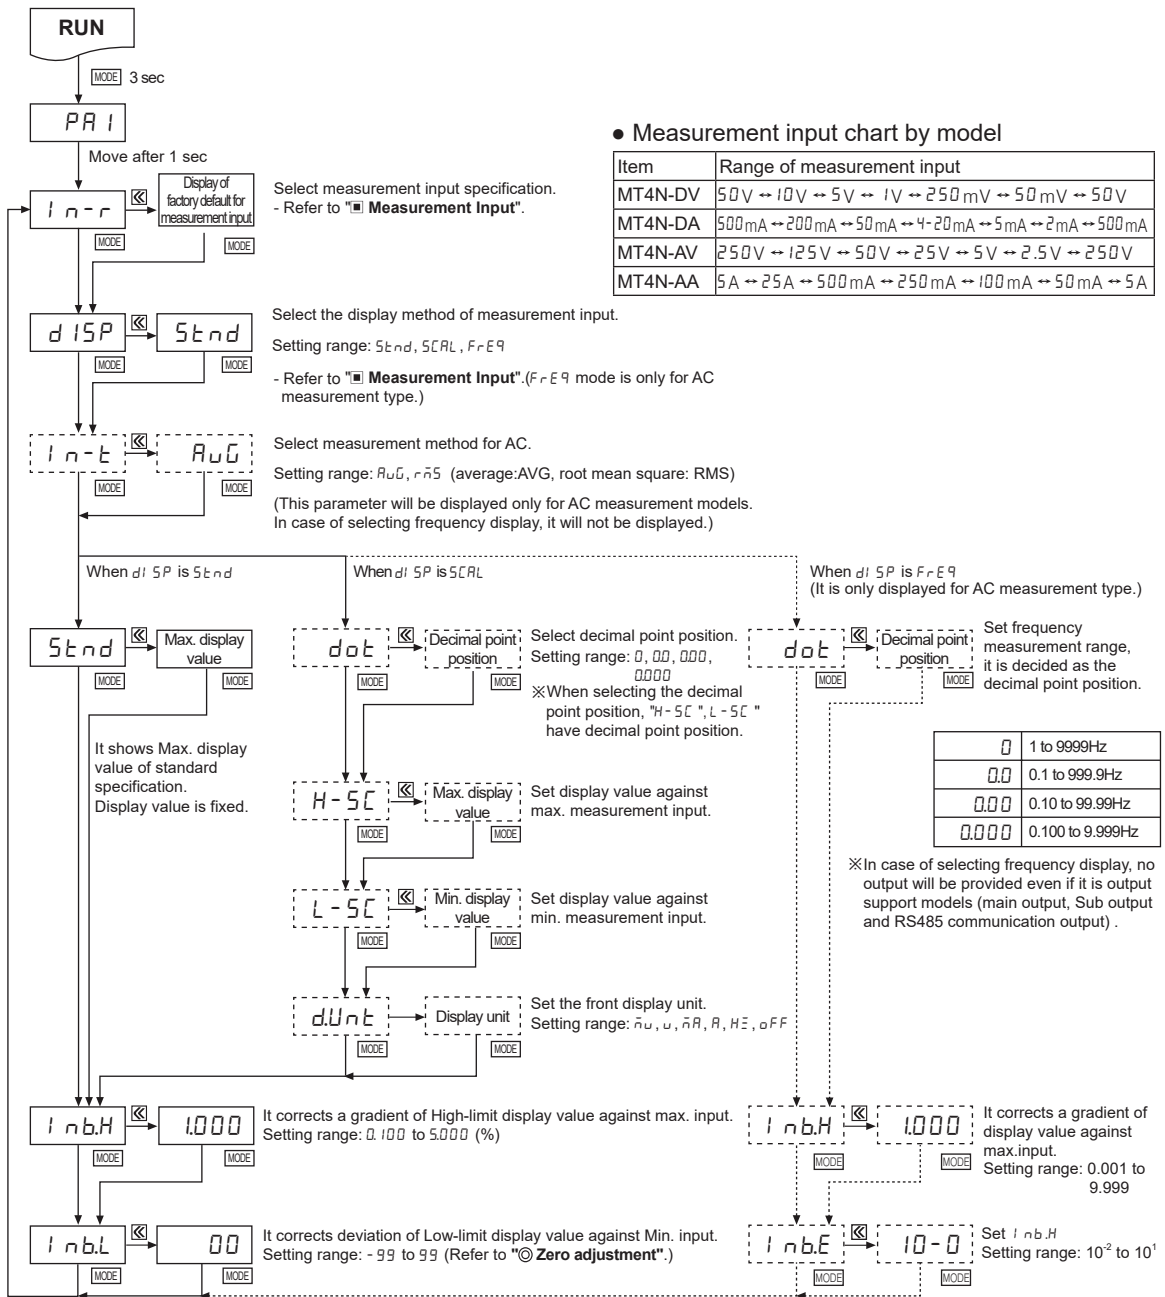 RUN
MODE 3 sec
PA1
Move after 1 sec
● Measurement input chart by model
Item Range of measurement input
MT4N-DV 50V ↔ 10V ↔ 5V ↔ 1V ↔ 250mV ↔ 50mV ↔ 50V
MT4N-DA 500mA ↔ 200mA ↔ 50mA ↔ 4-20mA ↔ 5mA ↔ 2mA ↔ 500mA
MT4N-AV 250V ↔ 125V ↔ 50V ↔ 25V ↔ 5V ↔ 2.5V ↔ 250V
MT4N-AA 5A ↔ 25A ↔ 500mA ↔ 250mA ↔ 100mA ↔ 50mA ↔ 5A
In-r
Display of
factory default for
measurement input
MODE MODE
Select measurement input specification.
- Refer to "▣ Measurement Input".
dISP Stnd
MODE MODE
Select the display method of measurement input.
Setting range: Stnd, SCAL, FrEq
- Refer to "▣ Measurement Input".(FrEq mode is only for AC
measurement type.)
In-t AuG
MODE MODE
Select measurement method for AC.
Setting range: AuG, rmS (average:AVG, root mean square: RMS)
(This parameter will be displayed only for AC measurement models.
In case of selecting frequency display, it will not be displayed.)
When dISP is Stnd
Stnd
Max. display
value
MODE MODE
It shows Max. display
value of standard
specification.
Display value is fixed.
When dISP is SCAL
dot
Decimal point
position
MODE MODE
Select decimal point position.
Setting range: 0, 0.0, 0.00,
0.000
※When selecting the decimal
point position, "H-SC", L-SC "
have decimal point position.
H-SC
Max. display
value
MODE MODE
Set display value against
max. measurement input.
L-SC
Min. display
value
MODE MODE
Set display value against
min. measurement input.
d.Unt Display unit
MODE MODE
Set the front display unit.
Setting range: mu, u, mA, A, HZ, oFF
When dISP is FrEq
(It is only displayed for AC measurement type.)
dot
Decimal point
position
MODE MODE
Set frequency
measurement range,
it is decided as the
decimal point position.
0 1 to 9999Hz
0.0 0.1 to 999.9Hz
0.00 0.10 to 99.99Hz
0.000 0.100 to 9.999Hz
※In case of selecting frequency display, no
output will be provided even if it is output
support models (main output, Sub output
and RS485 communication output) .
Inb.H 1.000
MODE MODE
It corrects a gradient of High-limit display value against max. input.
Setting range: 0.100 to 5.000 (%)
Inb.L 00
MODE MODE
It corrects deviation of Low-limit display value against Min. input.
Setting range: -99 to 99 (Refer to "◎ Zero adjustment".)
Inb.H 1.000
MODE MODE
It corrects a gradient of
display value against
max.input.
Setting range: 0.001 to
9.999
Inb.E 10-0
MODE MODE
Set Inb.H
Setting range: 10⁻² to 10¹